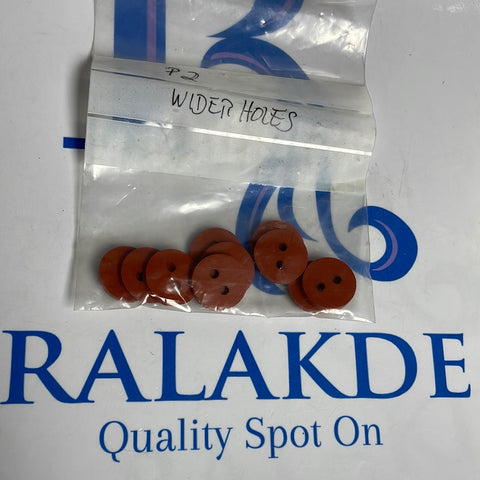 P2
WIDER HOLES
RALAKDE
Quality Spot On